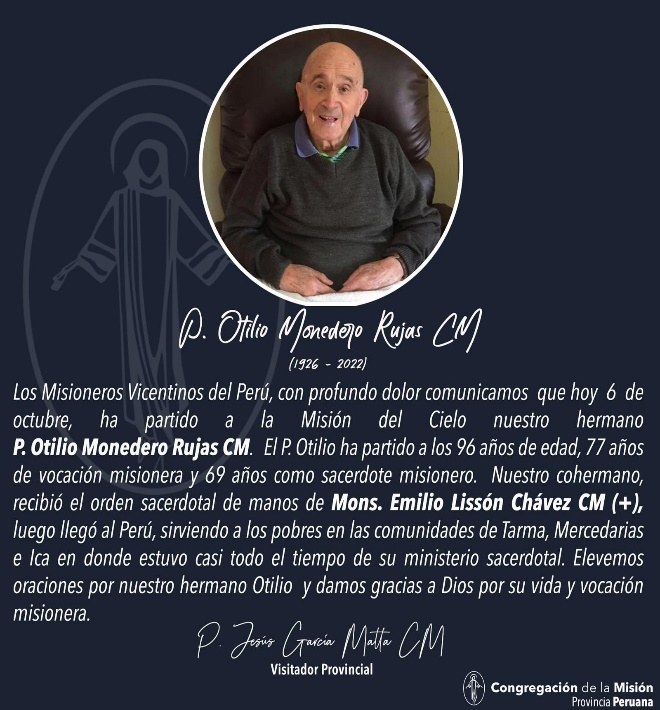 P. Otilio Monedero Rujas CM
(1926 - 2022)
Los Misioneros Vicentinos del Perú, con profundo dolor comunicamos que hoy 6 de
octubre, ha partido a la Misión del Cielo nuestro hermano
P. Otilio Monedero Rujas CM. El P. Otilio ha partido a los 96 años de edad, 77 años
de vocación misionera y 69 años como sacerdote misionero. Nuestro cohermano,
recibió el orden sacerdotal de manos de Mons. Emilio Lissón Chávez CM (+),
luego llegó al Perú, sirviendo a los pobres en las comunidades de Tarma, Mercedarias
e Ica en donde estuvo casi todo el tiempo de su ministerio sacerdotal. Elevemos
oraciones por nuestro hermano Otilio y damos gracias a Dios por su vida y vocación
misionera.
P. Jesús García Matta CM
Visitador Provincial
Congregación de la Misión
Provincia Peruana